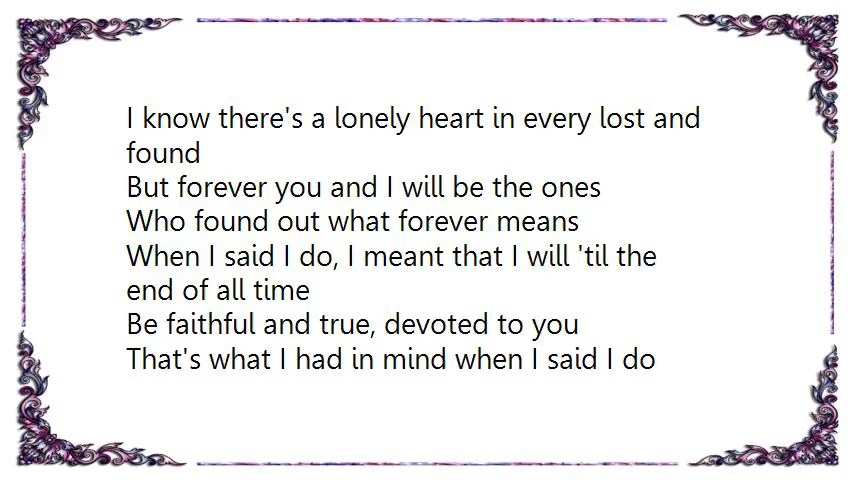 I know there's a lonely heart in every lost and
found
But forever you and I will be the ones
Who found out what forever means
When I said I do, I meant that I will 'til the
end of all time
Be faithful and true, devoted to you
That's what I had in mind when I said I do